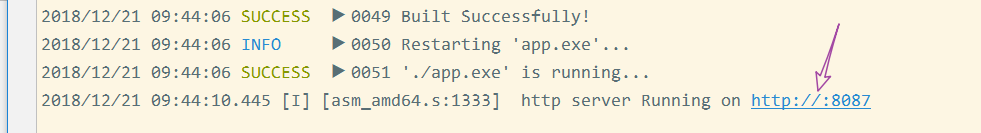 2018/12/21 09:44:06 SUCCESS ▶ 0049 Built Successfully!
2018/12/21 09:44:06 INFO ▶ 0050 Restarting 'app.exe'...
2018/12/21 09:44:06 SUCCESS ▶ 0051 './app.exe' is running...
2018/12/21 09:44:10.445 [I] [asm_amd64.s:1333] http server Running on http://:8087